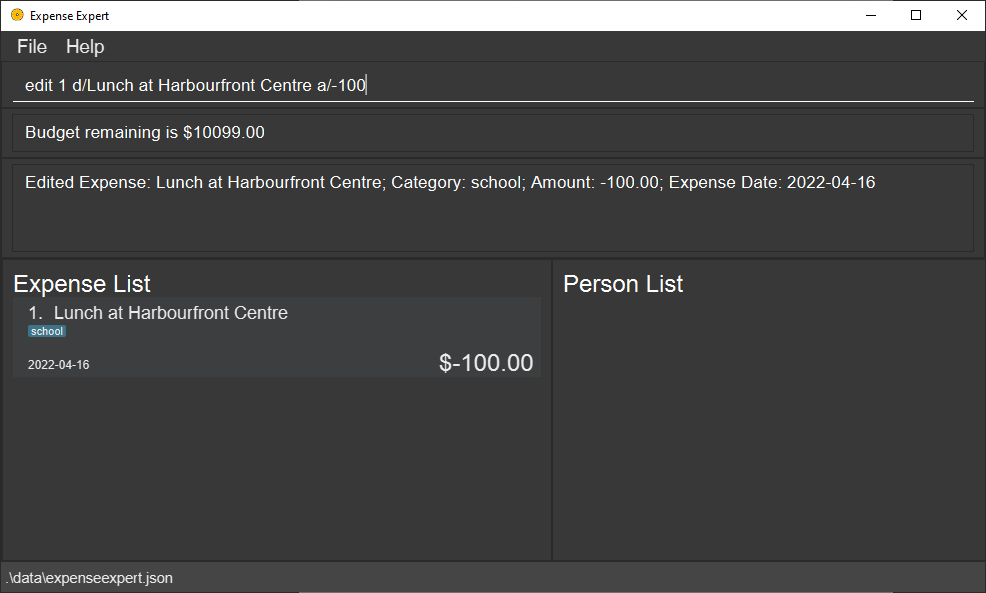 Expense Expert
File Help
edit 1 d/Lunch at Harbourfront Centre a/-100
Budget remaining is $10099.00
Edited Expense: Lunch at Harbourfront Centre; Category: school; Amount: -100.00; Expense Date: 2022-04-16
Expense List
1. Lunch at Harbourfront Centre
school
2022-04-16 $-100.00
Person List
.\data\expenseexpert.json